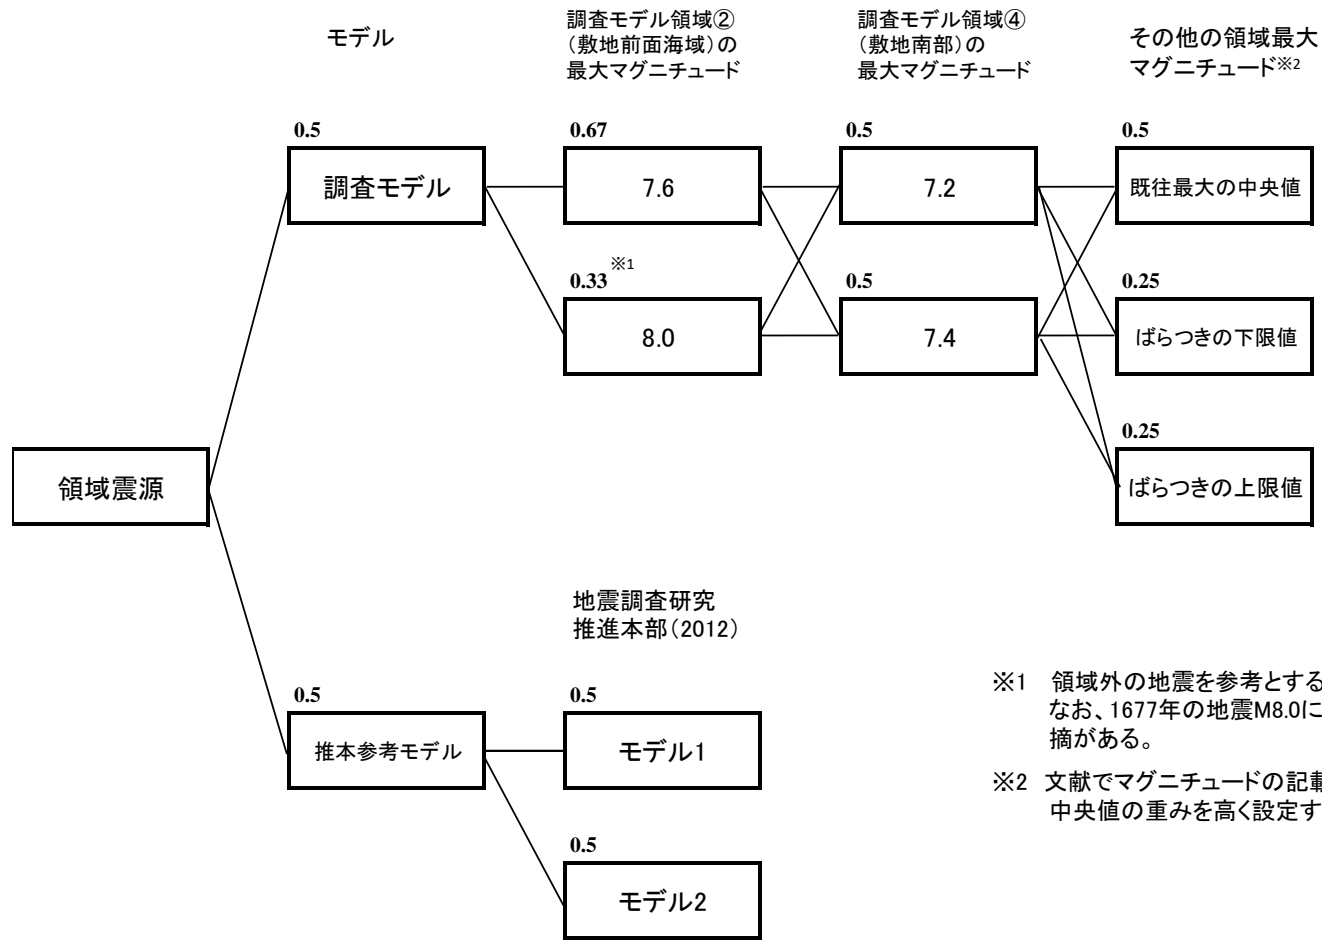 モデル
調査モデル領域②
（敷地前面海域）の
最大マグニチュード
調査モデル領域④
（敷地南部）の
最大マグニチュード
その他の領域最大
マグニチュード※2
0.5
調査モデル
0.67
7.6
0.5
7.2
0.5
既往最大の中央値
0.33 ※1
8.0
0.5
7.4
0.25
ばらつきの下限値
0.25
ばらつきの上限値
領域震源
地震調査研究
推進本部（2012）
0.5
推本参考モデル
0.5
モデル1
0.5
モデル2
※1 領域外の地震を参考とする
なお、1677年の地震M8.0に
摘がある。
※2 文献でマグニチュードの記
中央値の重みを高く設定す